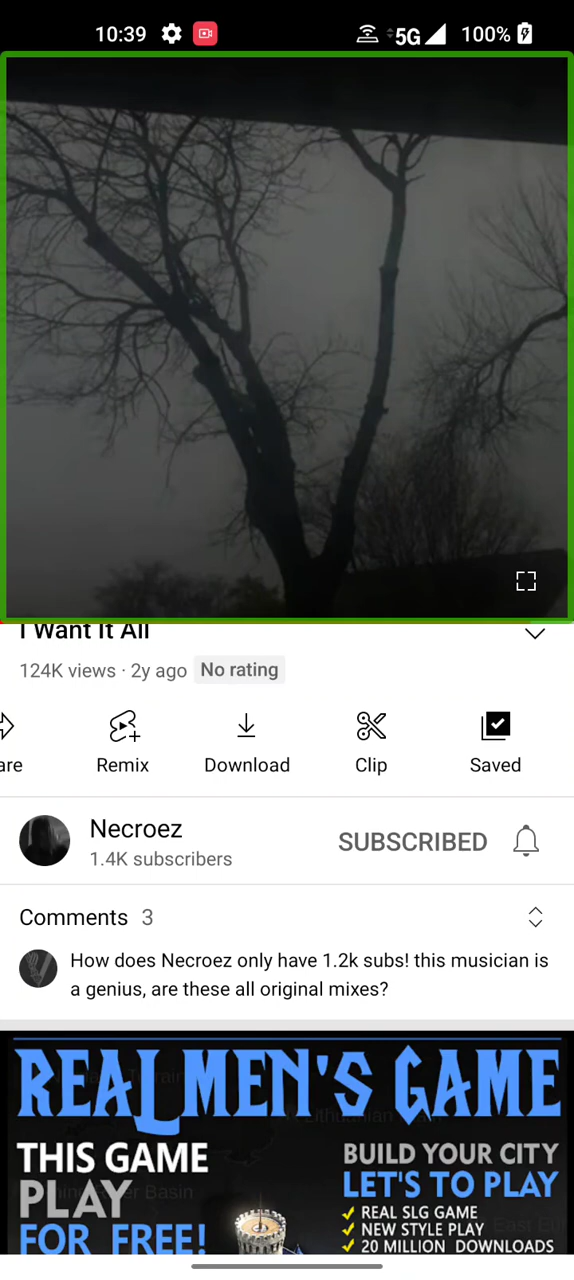 10:39 5G 100%
I Want It All
124K views · 2y ago No rating
are Remix Download Clip Saved
Necroez
1.4K subscribers
SUBSCRIBED
Comments 3
How does Necroez only have 1.2k subs! this musician is
a genius, are these all original mixes?
REAL MEN'S GAME
THIS GAME
PLAY
FOR FREE!
BUILD YOUR CITY
LET'S TO PLAY
REAL SLG GAME
NEW STYLE PLAY
20 MILLION DOWNLOADS